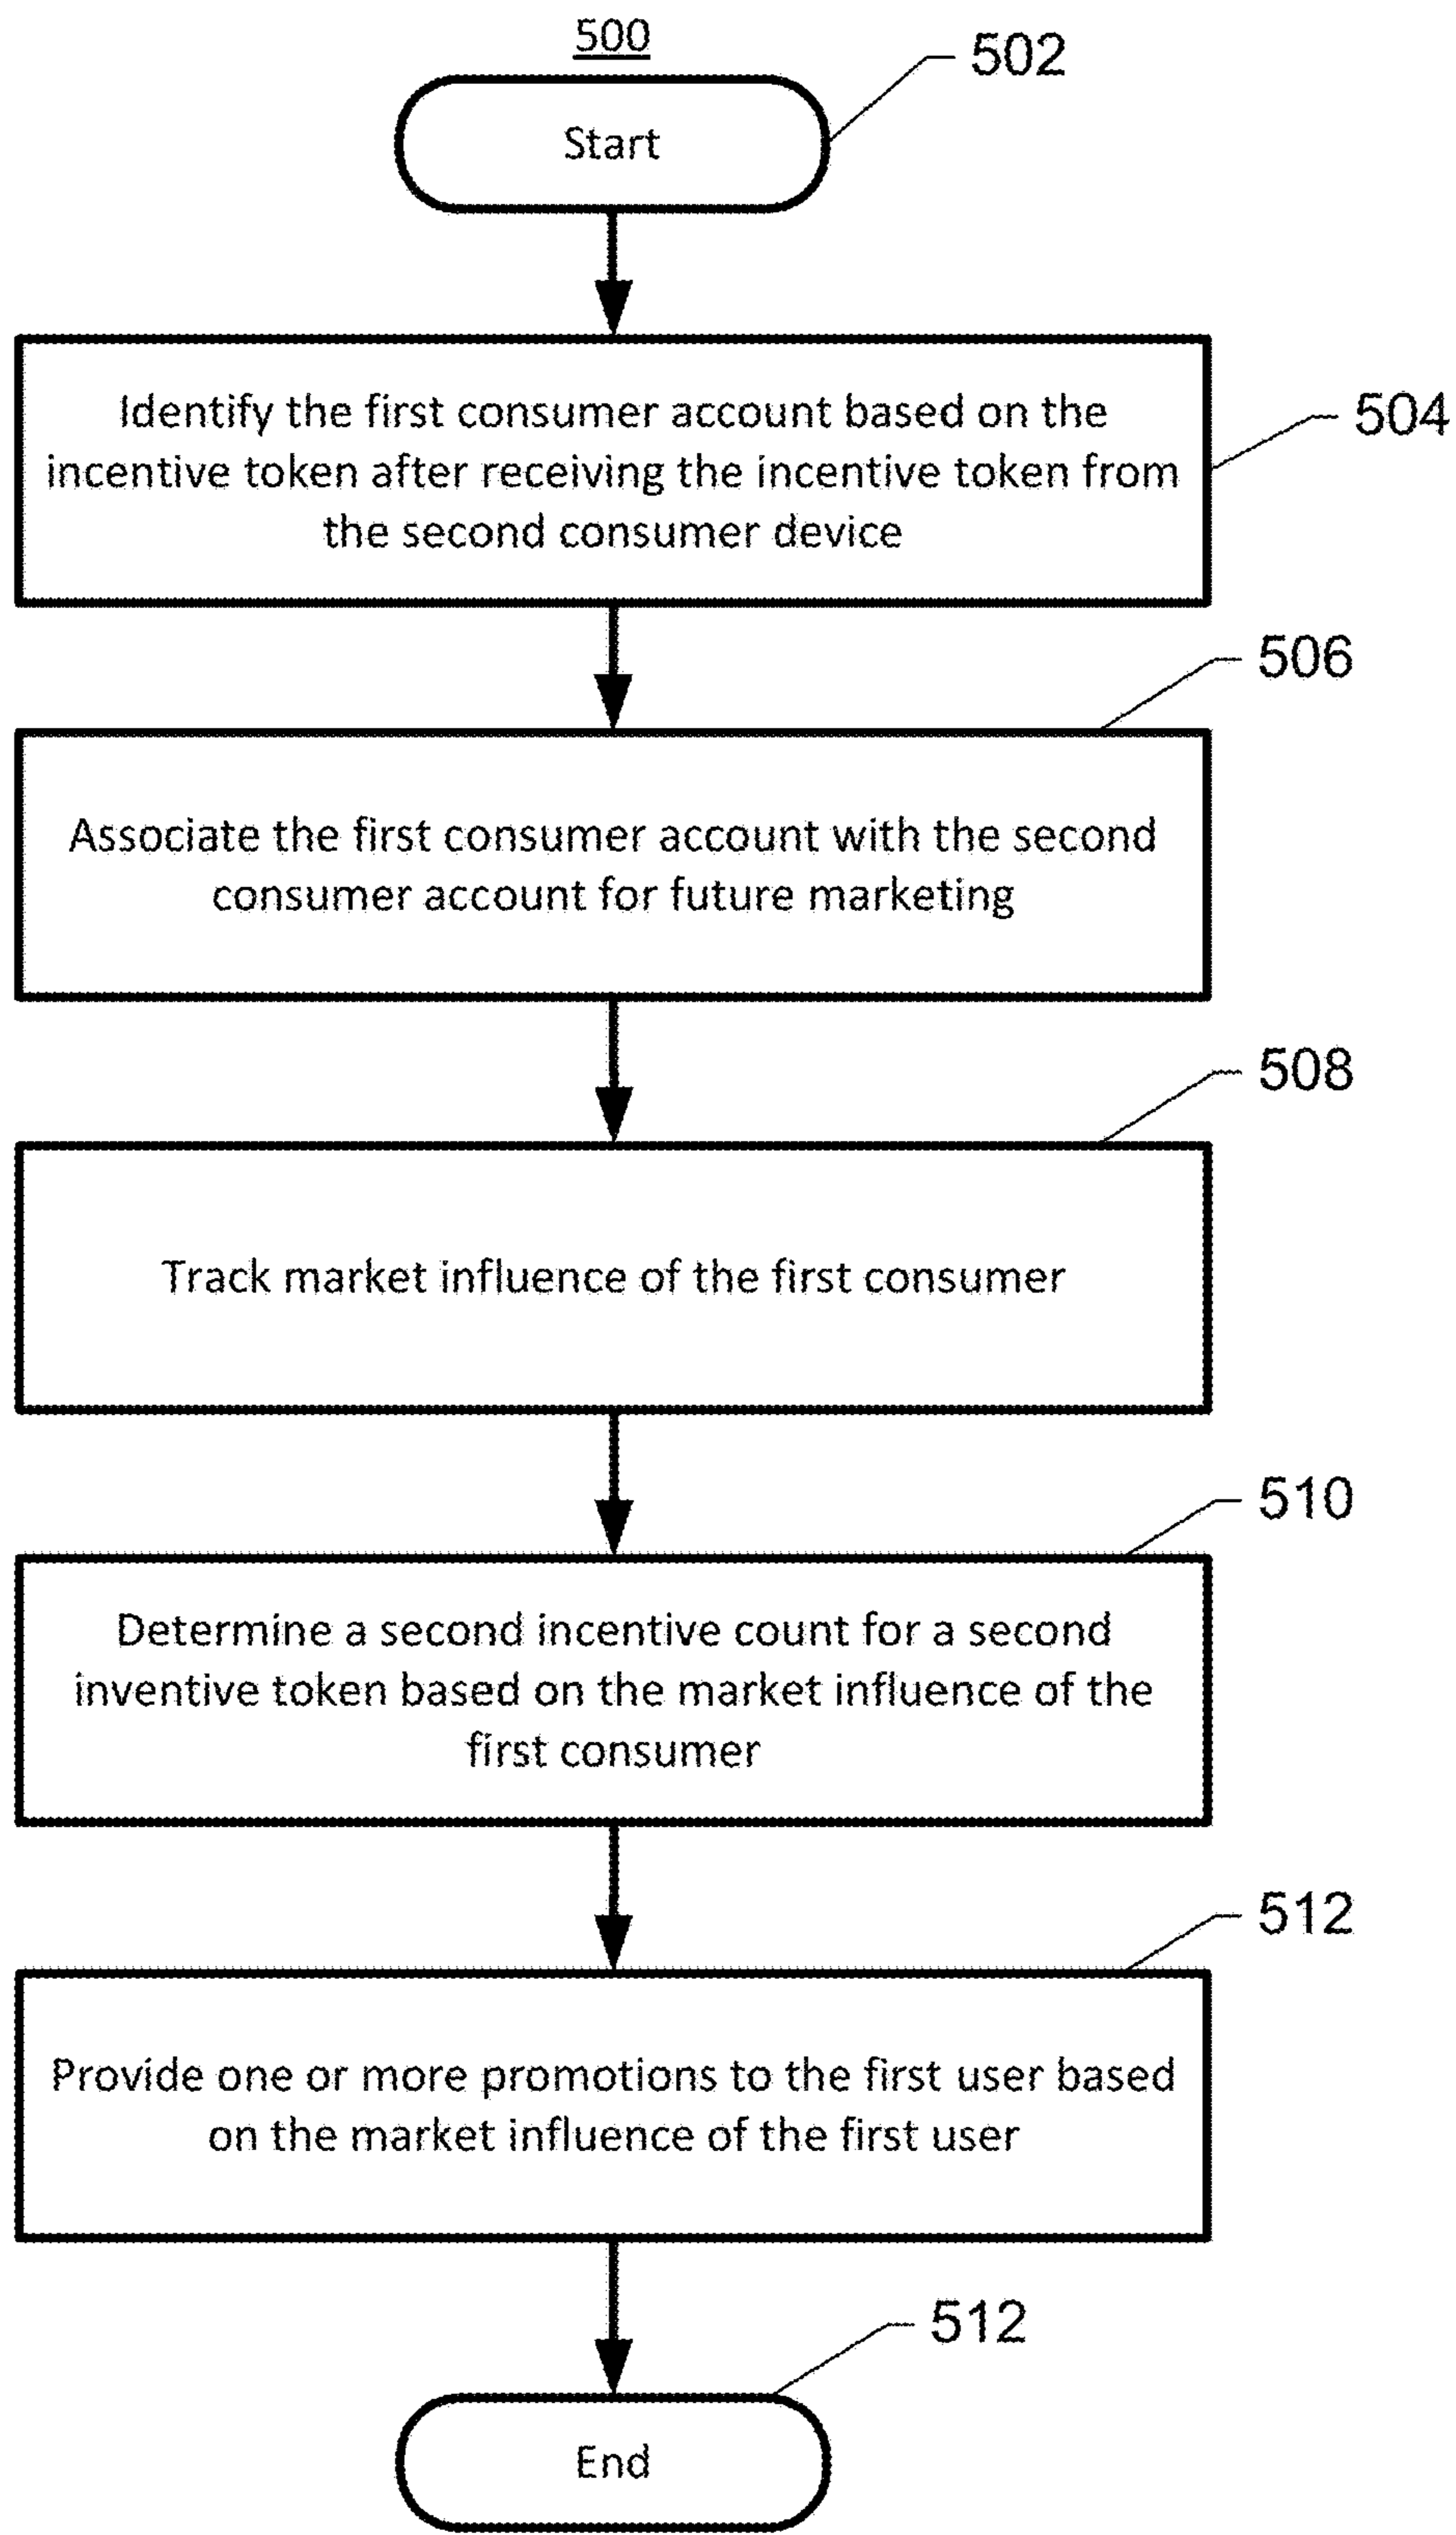 500
502
Start
504
Identify the first consumer account based on the
incentive token after receiving the incentive token from
the second consumer device
506
Associate the first consumer account with the second
consumer account for future marketing
508
Track market influence of the first consumer
510
Determine a second incentive count for a second
inventive token based on the market influence of the
first consumer
512
Provide one or more promotions to the first user based
on the market influence of the first user
512
End